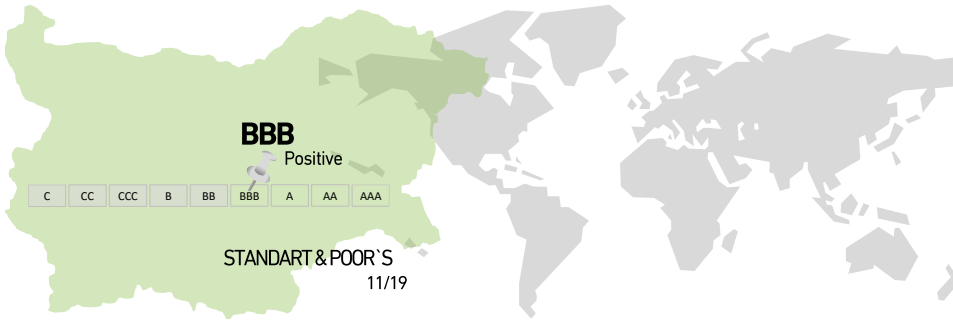 BBB
Positive
C CC CCC B BB BBB A AA AAA
STANDART & POOR`S
11/19